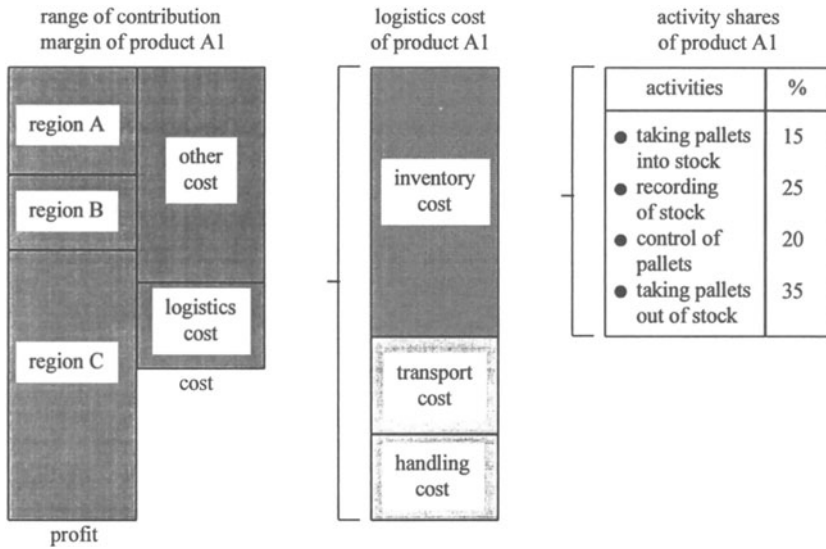 range of contribution
margin of product A1
region A
region B
region C
profit
other
cost
logistics
cost
cost
logistics cost
of product A1
inventory
cost
transport
cost
handling
cost
activity shares
of product A1
activities %
● taking pallets 15
into stock
● recording 25
of stock
● control of 20
pallets
● taking pallets 35
out of stock